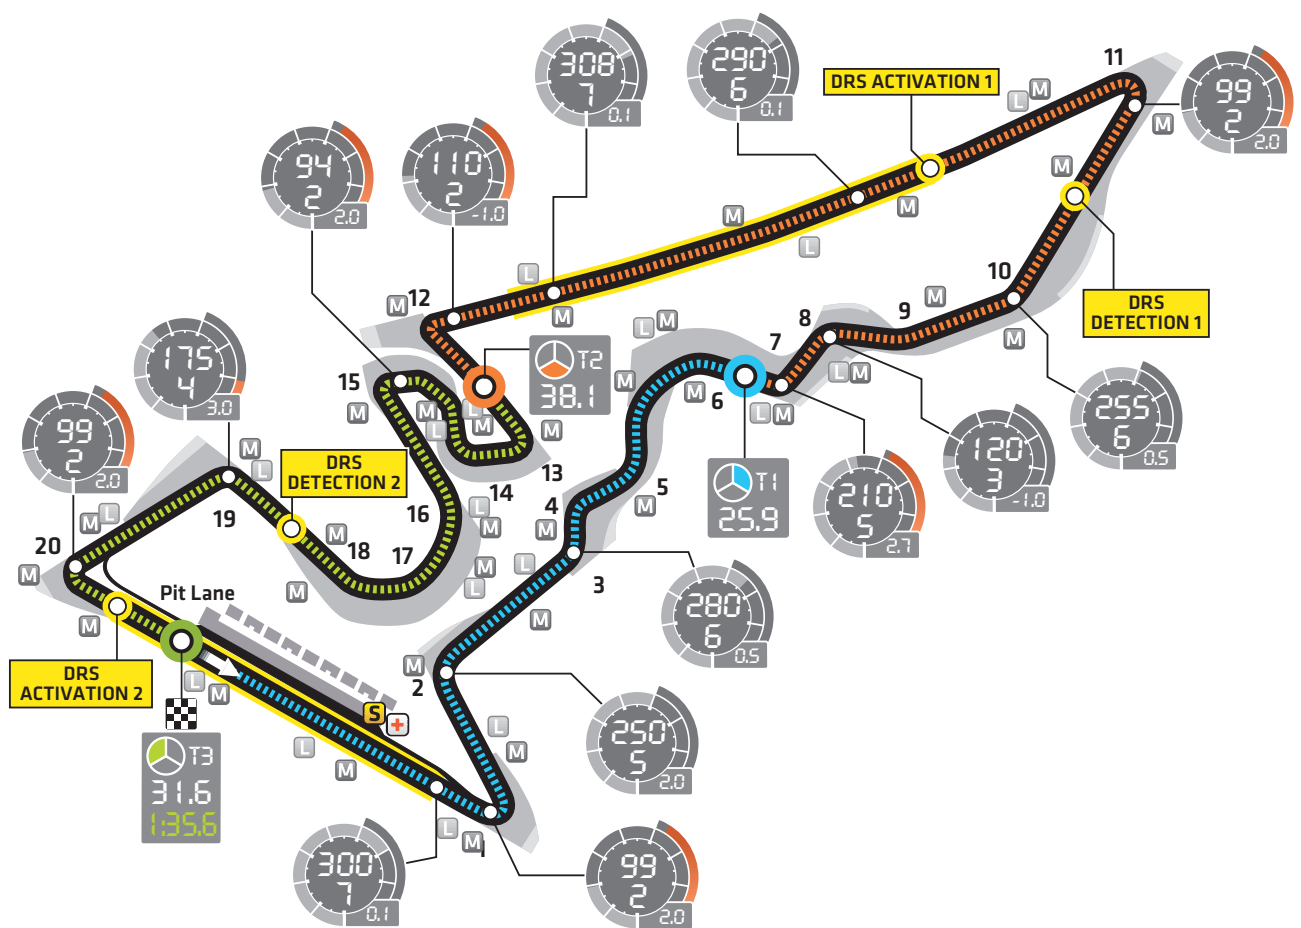 308
7
0.1
290
6
0.1
DRS ACTIVATION 1
11
99
2
2.0
M
L
M
94
2
2.0
110
2
-1.0
M
M
M
L
L
M
M
12
10
M
9
8
7
M
DRS
DETECTION 1
L
M
T2
38.1
15
M
M
L
L
M
M
13
14
M
M
6
L
M
L
M
175
4
3.0
99
2
2.0
255
6
0.5
120
3
-1.0
210
5
2.7
T1
25.9
M
L
DRS
DETECTION 2
19
M
L
M
18
17
16
L
M
M
L
M
4
5
M
M
L
3
M
20
M
Pit Lane
M
280
6
0.5
DRS
ACTIVATION 2
L
M
M
2
S
L
M
L
M
250
5
2.0
T3
31.6
1:35.6
300
7
0.1
L
M
99
2
2.0